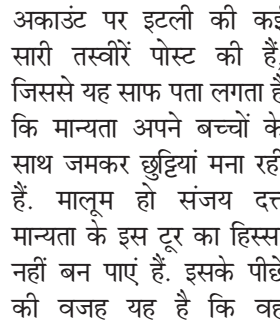 अकाउंट पर इटली की कई
सारी तस्वीरें पोस्ट की हैं,
जिससे यह साफ पता लगता है
कि मान्यता अपने बच्चों के
साथ जमकर छुट्टियां मना रही
हैं. मालूम हो संजय दत्त
मान्यता के इस टूर का हिस्सा
नहीं बन पाएं हैं. इसके पीछे
की वजह यह है कि वह